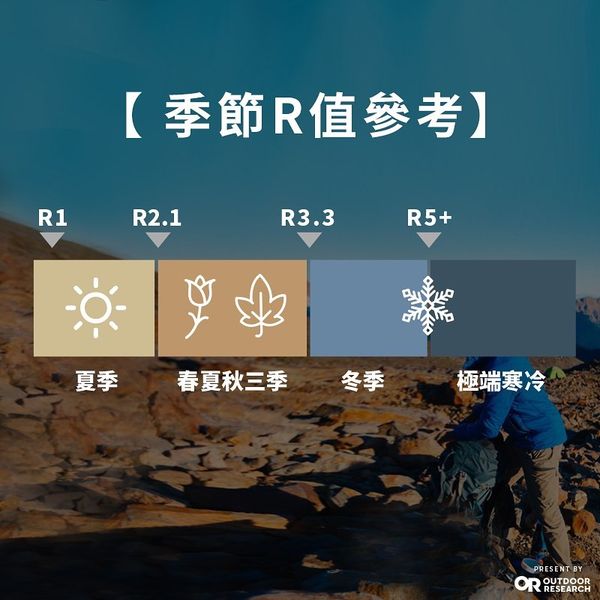 【季節R值參考】
R1 R2.1 R3.3 R5+
夏季 春夏秋三季 冬季 極端寒冷
PRESENT BY
OR OUTDOOR
RESEARCH